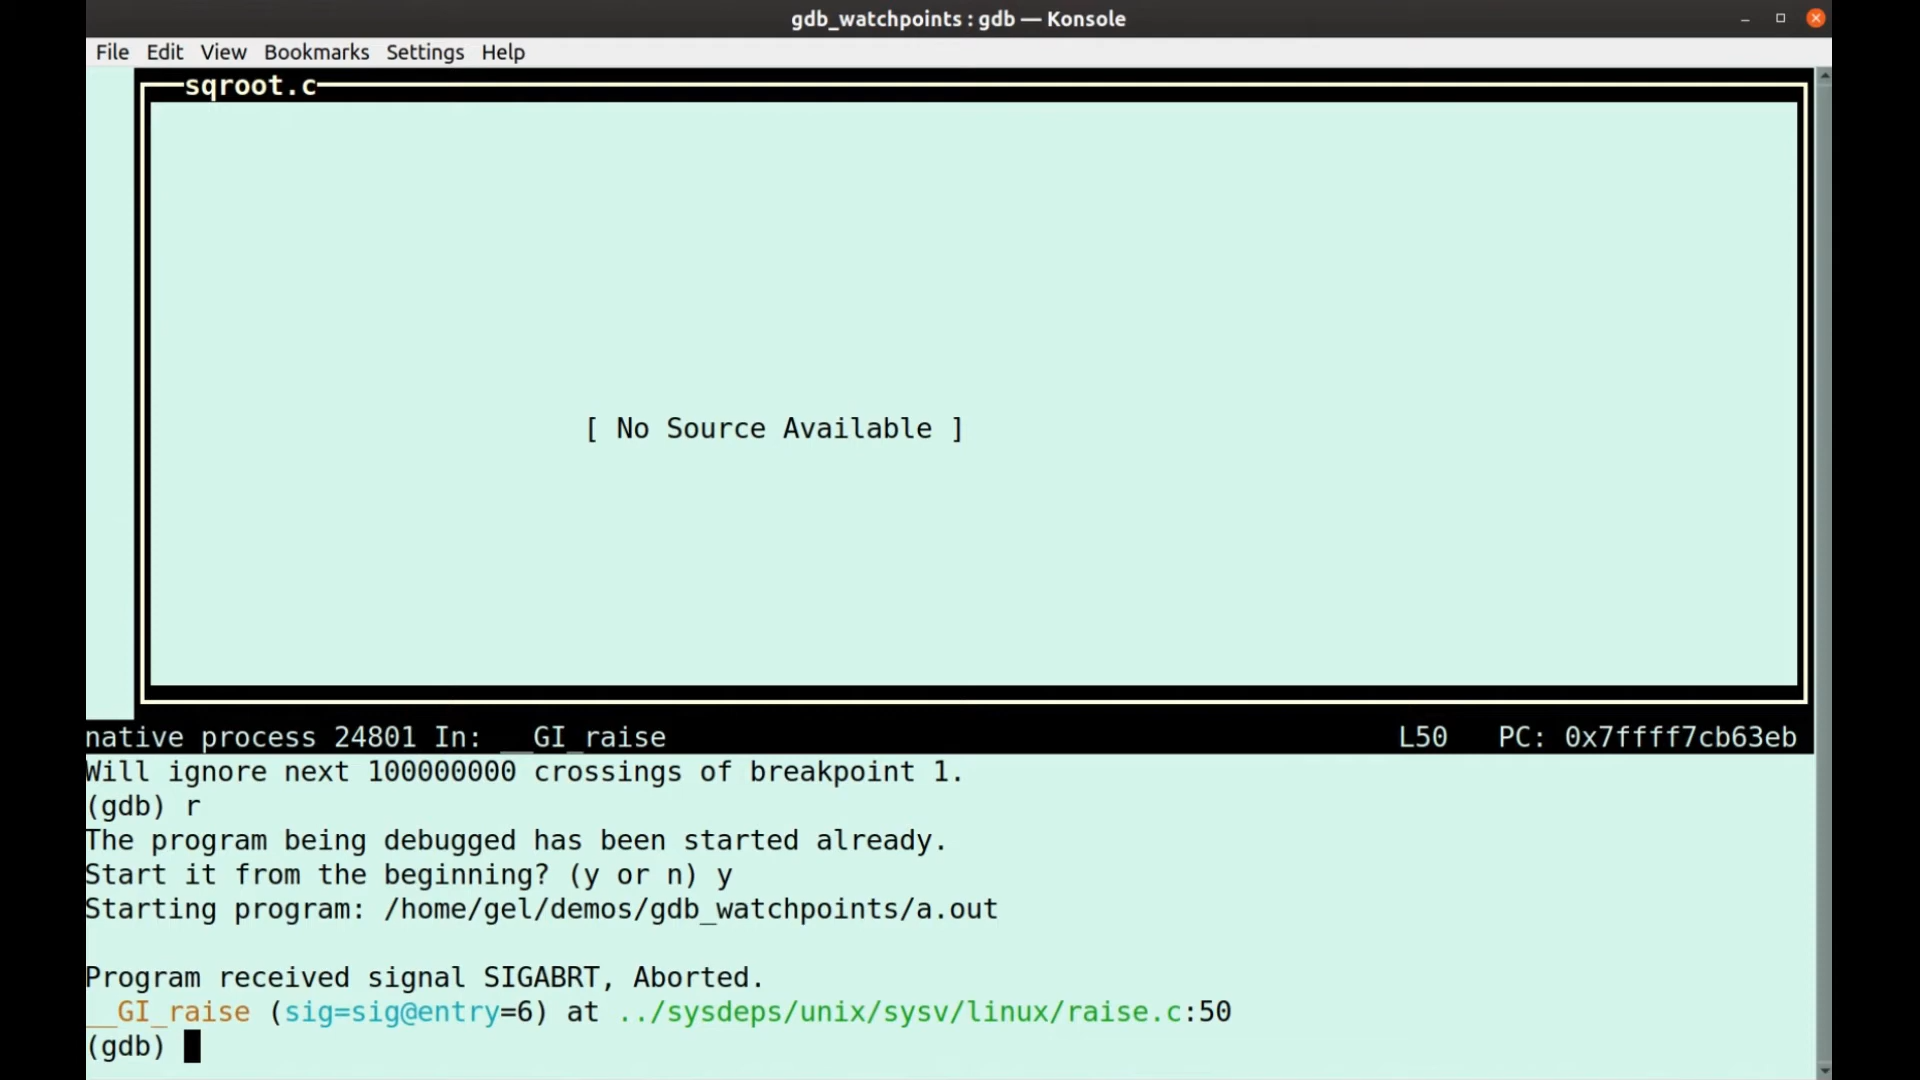 gdb_watchpoints : gdb — Konsole
File Edit View Bookmarks Settings Help
sqroot.c
[ No Source Available ]
native process 24801 In: __GI_raise L50 PC: 0x7ffff7cb63eb
Will ignore next 100000000 crossings of breakpoint 1.
(gdb) r
The program being debugged has been started already.
Start it from the beginning? (y or n) y
Starting program: /home/gel/demos/gdb_watchpoints/a.out
Program received signal SIGABRT, Aborted.
__GI_raise (sig=sig@entry=6) at ../sysdeps/unix/sysv/linux/raise.c:50
(gdb)